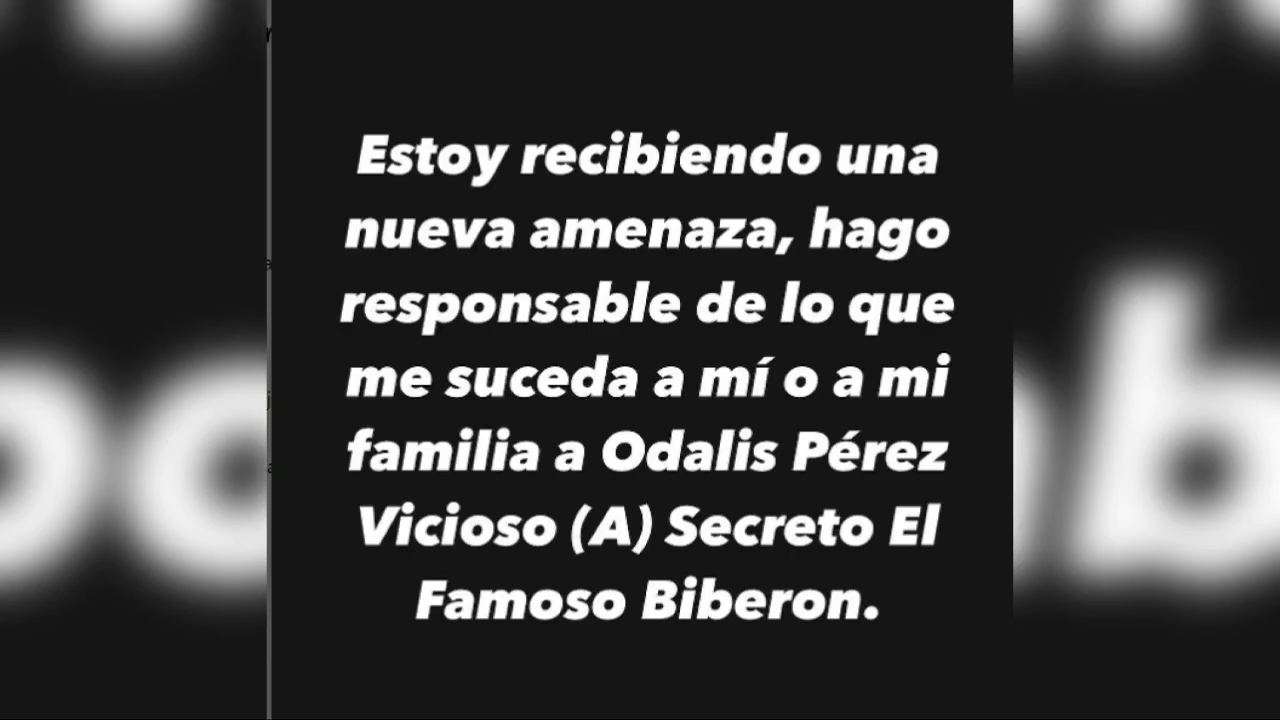 Estoy recibiendo una
nueva amenaza, hago
responsable de lo que
me suceda a mí o a mi
familia a Odalis Pérez
Vicioso (A) Secreto El
Famoso Biberon.